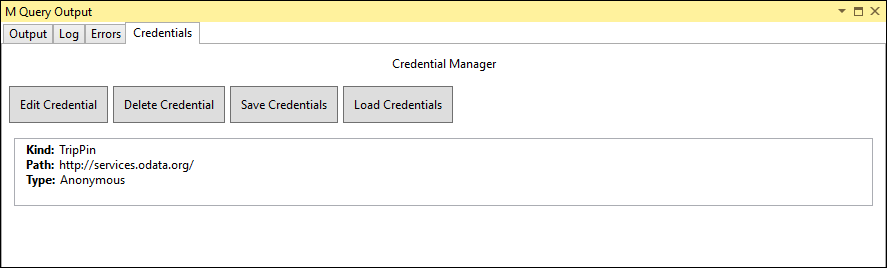 M Query Output
Output Log Errors Credentials
Credential Manager
Edit Credential Delete Credential Save Credentials Load Credentials
Kind: TripPin
Path: http://services.odata.org/
Type: Anonymous